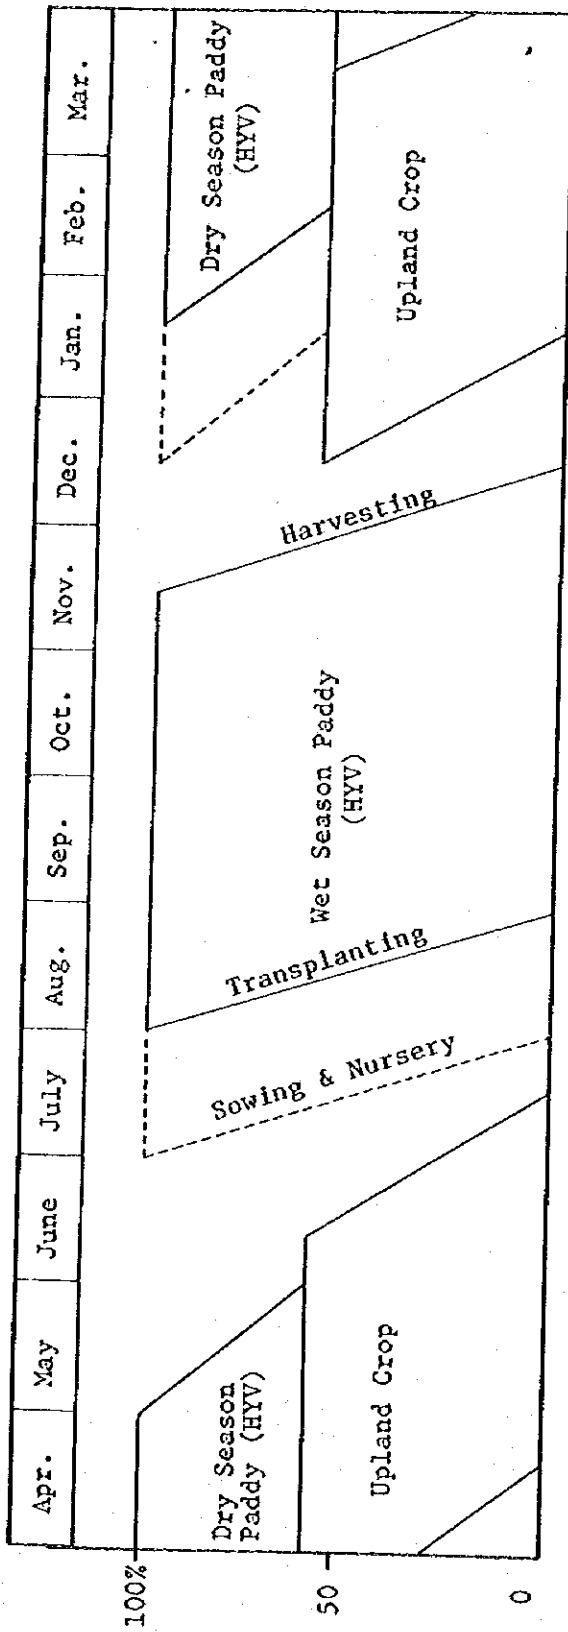 Apr. May June July Aug. Sep. Oct. Nov. Dec. Jan. Feb. Mar.
100%
50
0
Dry Season
Paddy (HYV)
Upland Crop
Sowing & Nursery
Transplanting
Wet Season Paddy
(HYV)
Harvesting
Dry Season Paddy
(HYV)
Upland Crop